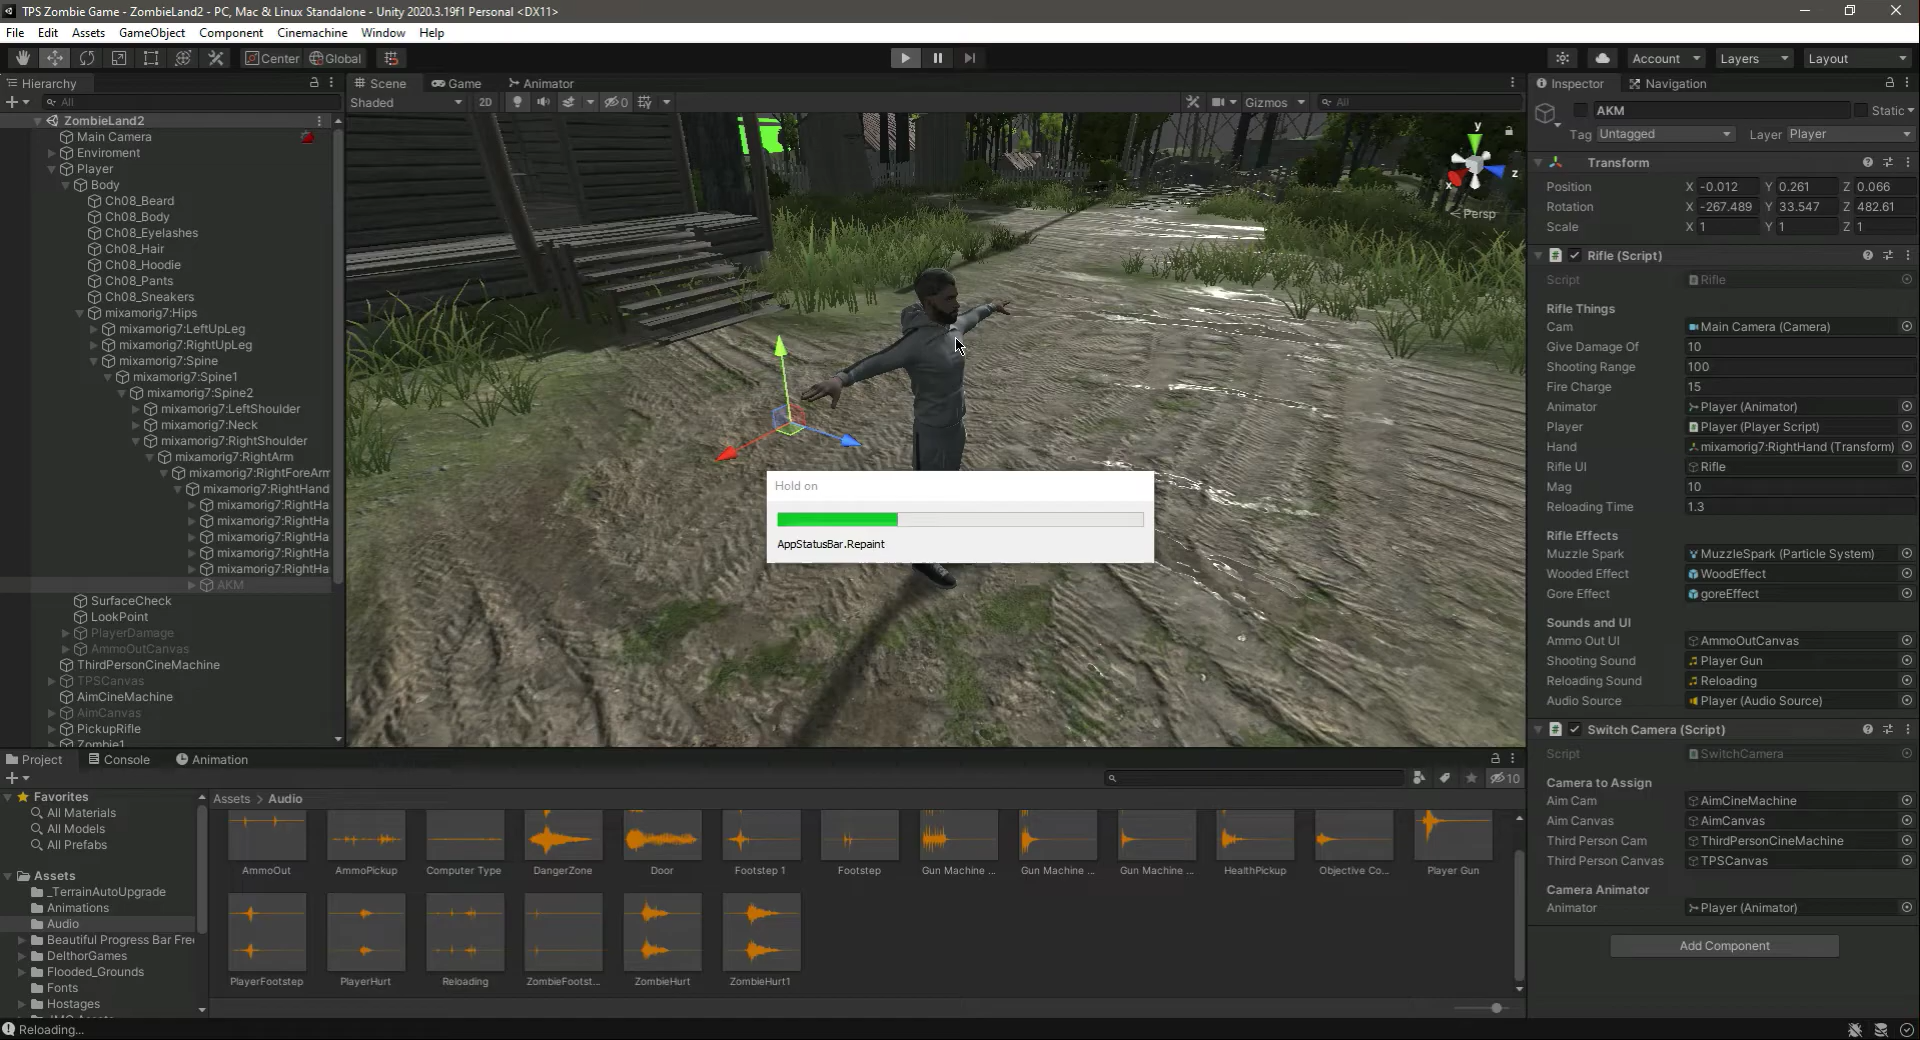 TPS Zombie Game - ZombieLand2 - PC, Mac & Linux Standalone - Unity 2020.3.19f1 Personal <DX11>
File Edit Assets GameObject Component Cinemachine Window Help
Center Global Account Layers Layout
Hierarchy
All
ZombieLand2
Main Camera
Enviroment
Player
Body
Ch08_Beard
Ch08_Body
Ch08_Eyelashes
Ch08_Hair
Ch08_Hoodie
Ch08_Pants
Ch08_Sneakers
mixamorig7:Hips
mixamorig7:LeftUpLeg
mixamorig7:RightUpLeg
mixamorig7:Spine
mixamorig7:Spine1
mixamorig7:Spine2
mixamorig7:LeftShoulder
mixamorig7:Neck
mixamorig7:RightShoulder
mixamorig7:RightArm
mixamorig7:RightForeArm
mixamorig7:RightHand
mixamorig7:RightHa
mixamorig7:RightHa
mixamorig7:RightHa
mixamorig7:RightHa
mixamorig7:RightHa
AKM
SurfaceCheck
LookPoint
PlayerDamage
AmmoOutCanvas
ThirdPersonCineMachine
TPSCanvas
AimCineMachine
AimCanvas
PickupRifle
Zombie1
Scene Game Animator
Shaded 2D 0 Gizmos All
y
x
z
Persp
Hold on
AppStatusBar.Repaint
Inspector Navigation
AKM Static
Tag Untagged Layer Player
Transform
Position X -0.012 Y 0.261 Z 0.066
Rotation X -267.489 Y 33.547 Z 482.61
Scale X 1 Y 1 Z 1
Rifle (Script)
Script Rifle
Rifle Things
Cam Main Camera (Camera)
Give Damage Of 10
Shooting Range 100
Fire Charge 15
Animator Player (Animator)
Player Player (Player Script)
Hand mixamorig7:RightHand (Transform)
Rifle UI Rifle
Mag 10
Reloading Time 1.3
Rifle Effects
Muzzle Spark MuzzleSpark (Particle System)
Wooded Effect WoodEffect
Gore Effect goreEffect
Sounds and UI
Ammo Out UI AmmoOutCanvas
Shooting Sound Player Gun
Reloading Sound Reloading
Audio Source Player (Audio Source)
Switch Camera (Script)
Script SwitchCamera
Camera to Assign
Aim Cam AimCineMachine
Aim Canvas AimCanvas
Third Person Cam ThirdPersonCineMachine
Third Person Canvas TPSCanvas
Camera Animator
Animator Player (Animator)
Add Component
Project Console Animation
10
Favorites
All Materials
All Models
All Prefabs
Assets
_TerrainAutoUpgrade
Animations
Audio
Beautiful Progress Bar Free
DelthorGames
Flooded_Grounds
Fonts
Hostages
Assets > Audio
AmmoOut AmmoPickup Computer Type DangerZone Door Footstep 1 Footstep Gun Machine ... Gun Machine ... Gun Machine ... HealthPickup Objective Co... Player Gun
PlayerFootstep PlayerHurt Reloading ZombieFootst... ZombieHurt ZombieHurt1
Reloading...